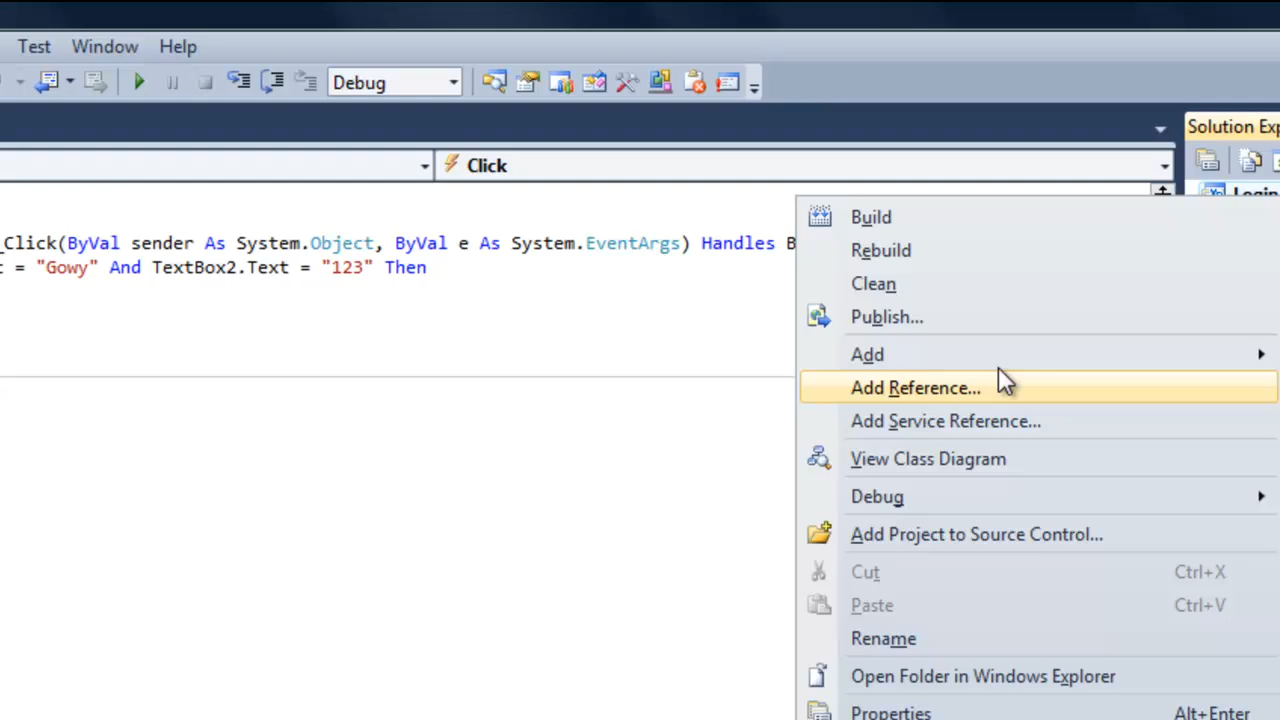 Test Window Help
Debug
Solution Exp
Click
Login
_Click(ByVal sender As System.Object, ByVal e As System.EventArgs) Handles B
t = "Gowy" And TextBox2.Text = "123" Then
Build
Rebuild
Clean
Publish...
Add
Add Reference...
Add Service Reference...
View Class Diagram
Debug
Add Project to Source Control...
Cut Ctrl+X
Paste Ctrl+V
Rename
Open Folder in Windows Explorer
Properties Alt+Enter